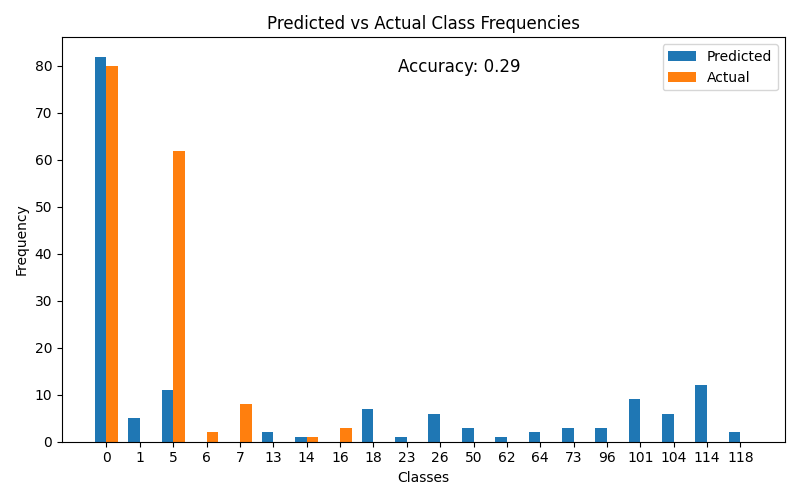 Predicted vs Actual Class Frequencies
Accuracy: 0.29
Predicted
Actual
Frequency
80
70
60
50
40
30
20
10
0
0 1 5 6 7 13 14 16 18 23 26 50 62 64 73 96 101 104 114 118
Classes